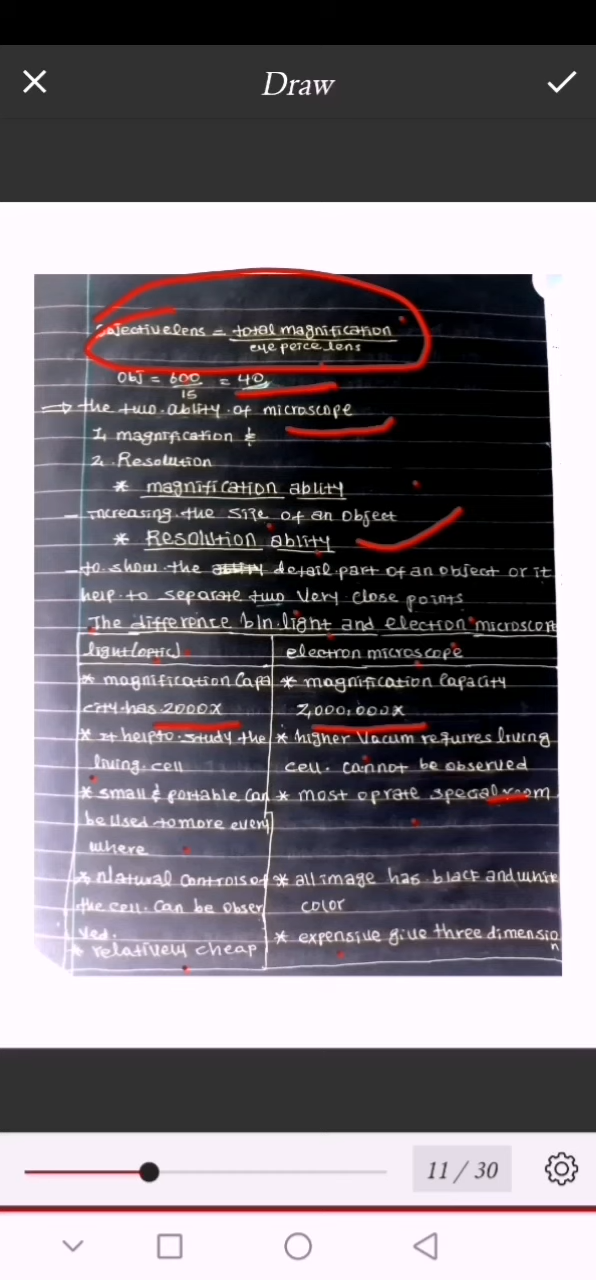 Draw
objectivelens = total magnification
eye peice lens
Obj = 600 = 40
15
→ the two ablity of microscope
1, magnification &
2. Resolution
* magnification ablity
- increasing the size of an object
* Resolution ablity
- to show the detail part of an object or it
help to separate two very close points
The difference b/n light and electron microscope
light(optic) electron microscope
* magnification Capa * magnification Capacity
city has 2000x 2,000,000x
* It help to study the * higher Vacum requires living
living cell cell cannot be observed
* small & portable Can * most oprate special room
be used to more every
where
* Natural Controls of * all image has black and white
the cell Can be obser color
ved. * expensive give three dimension
* relatively cheap
11 / 30